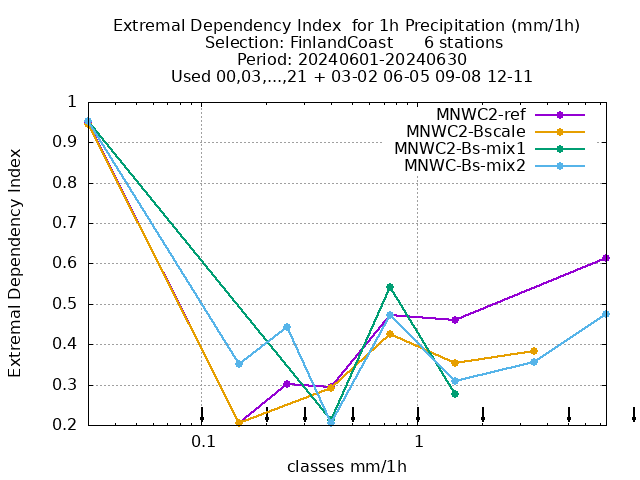 Extremal Dependency Index  for 1h Precipitation (mm/1h)
Selection: FinlandCoast      6 stations
Period: 20240601-20240630
Used 00,03,...,21 + 03-02 06-05 09-08 12-11
MNWC2-ref
MNWC2-Bscale
MNWC2-Bs-mix1
MNWC-Bs-mix2
Extremal Dependency Index
1
0.9
0.8
0.7
0.6
0.5
0.4
0.3
0.2
0.1
1
classes mm/1h